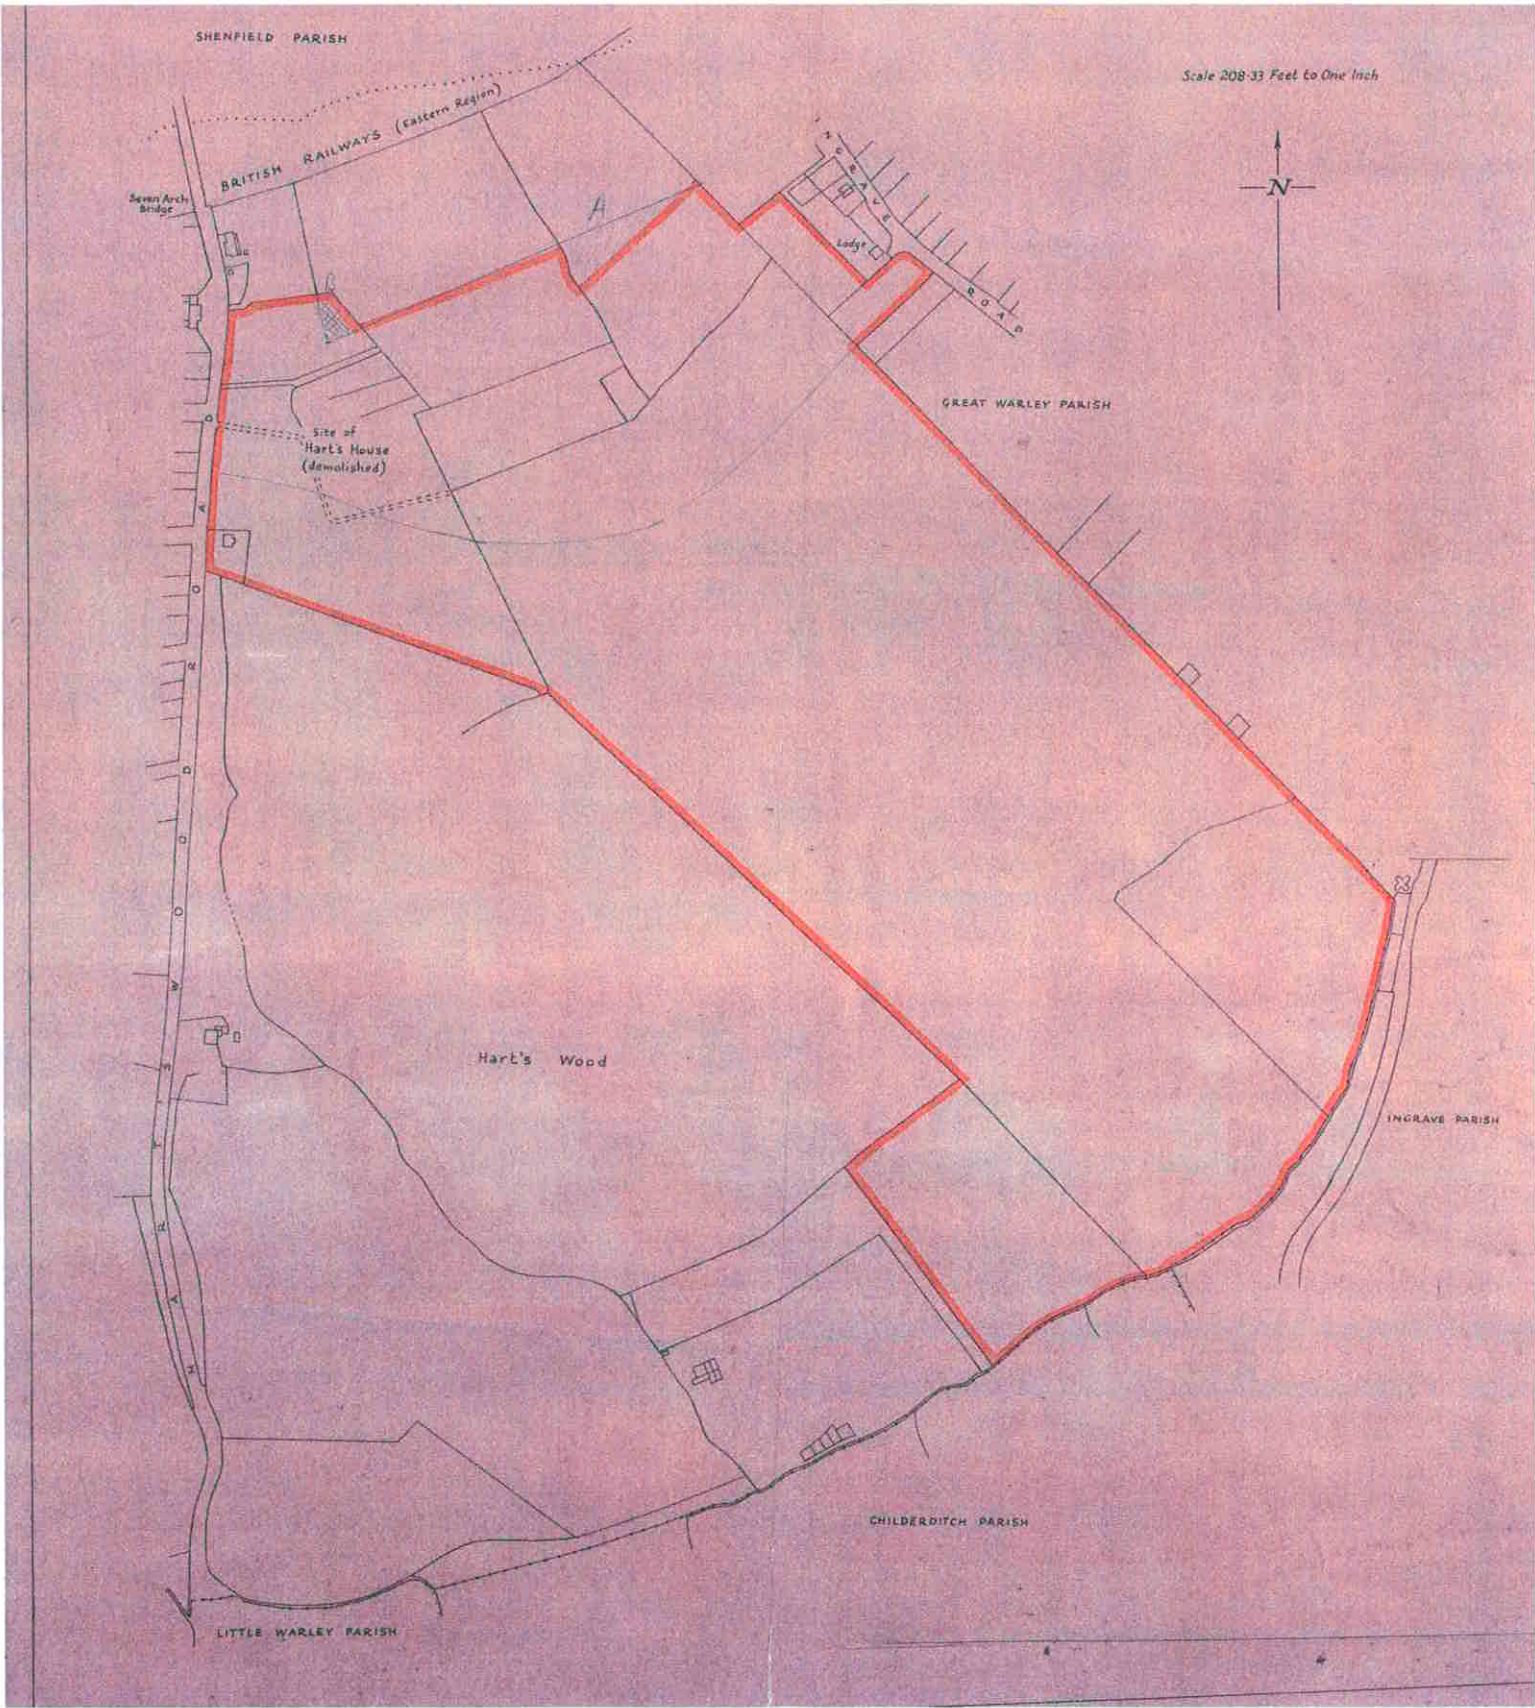 SHENFIELD PARISH
Scale 208·33 Feet to One Inch
BRITISH RAILWAYS (Eastern Region)
Seven Arch
Bridge
INGRAVE ROAD
N
A
Lodge
GREAT WARLEY PARISH
Site of
Hart's House
(demolished)
HARTSWOOD ROAD
Hart's Wood
INGRAVE PARISH
CHILDERDITCH PARISH
LITTLE WARLEY PARISH